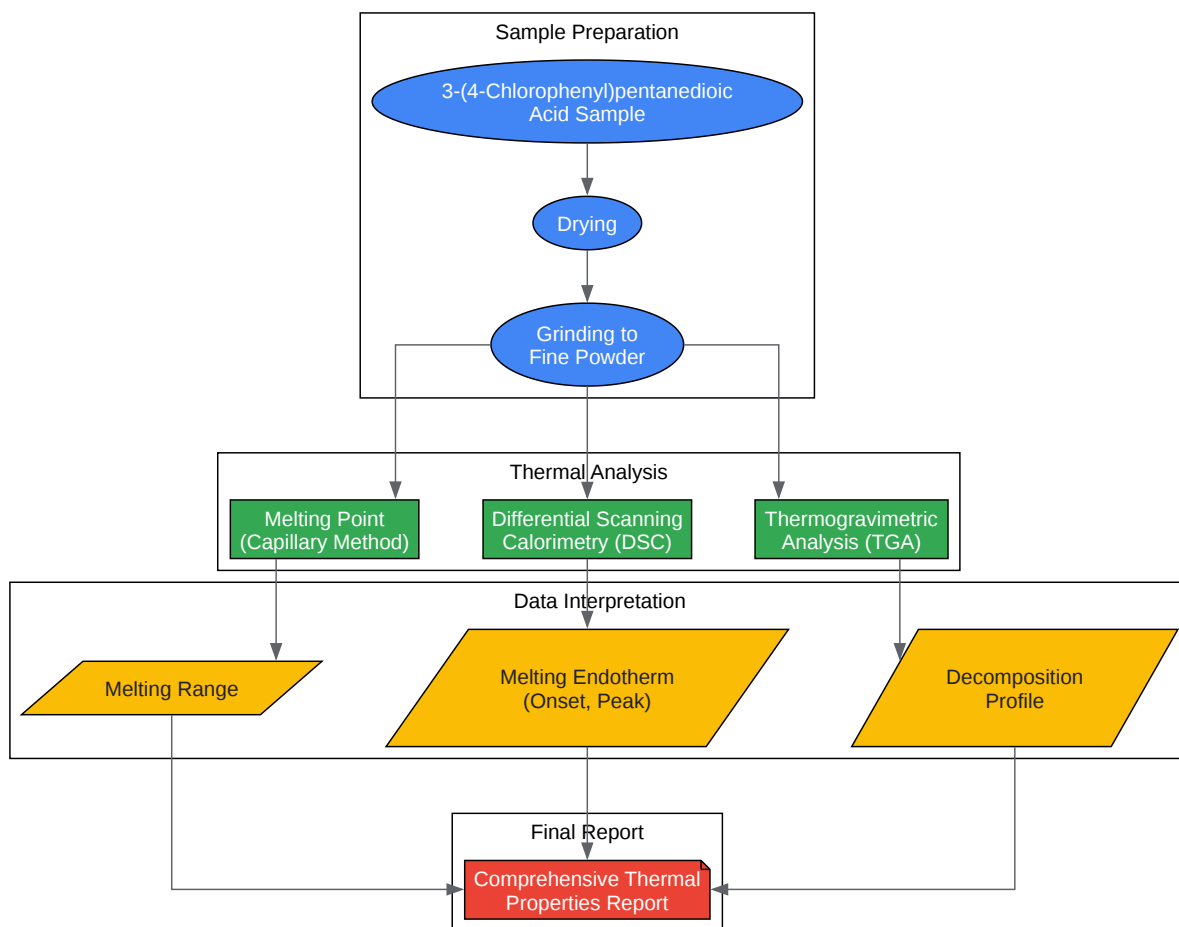 Sample Preparation
3-(4-Chlorophenyl)pentanedioic
Acid Sample
Drying
Grinding to
Fine Powder
Thermal Analysis
Melting Point
(Capillary Method)
Differential Scanning
Calorimetry (DSC)
Thermogravimetric
Analysis (TGA)
Data Interpretation
Melting Range
Melting Endotherm
(Onset, Peak)
Decomposition
Profile
Final Report
Comprehensive Thermal
Properties Report